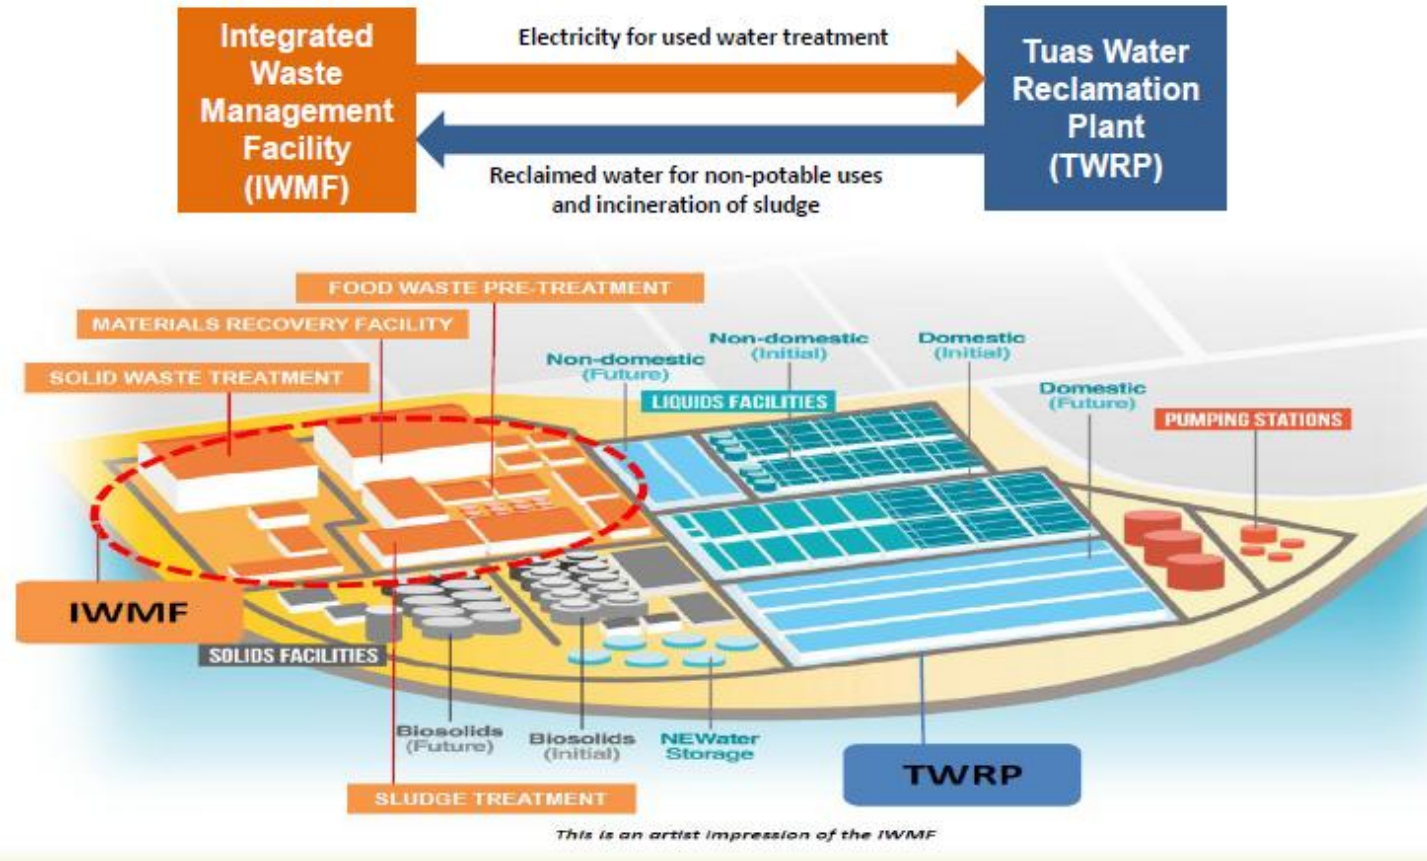 Integrated
Waste
Management
Facility
(IWMF)
Electricity for used water treatment
Reclaimed water for non-potable uses
and incineration of sludge
Tuas Water
Reclamation
Plant
(TWRP)
FOOD WASTE PRE-TREATMENT
MATERIALS RECOVERY FACILITY
SOLID WASTE TREATMENT
Non-domestic
(Future)
Non-domestic
(Initial)
Domestic
(Initial)
Domestic
(Future)
LIQUIDS FACILITIES
PUMPING STATIONS
IWMF
SOLIDS FACILITIES
Biosolids
(Future)
Biosolids
(Initial)
NEWater
Storage
TWRP
SLUDGE TREATMENT
This is an artist impression of the IWMF